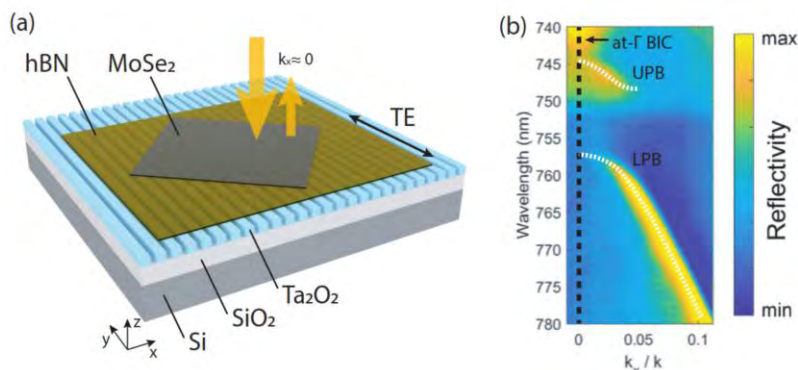 (a)
hBN
MoSe₂
kₓ≈ 0
TE
Ta₂O₂
SiO₂
Si
z
y
x
(b)
740
745
750
755
760
765
770
775
780
Wavelength (nm)
at-Γ BIC
UPB
LPB
0
0.05
0.1
/ k
max
Reflectivity
min